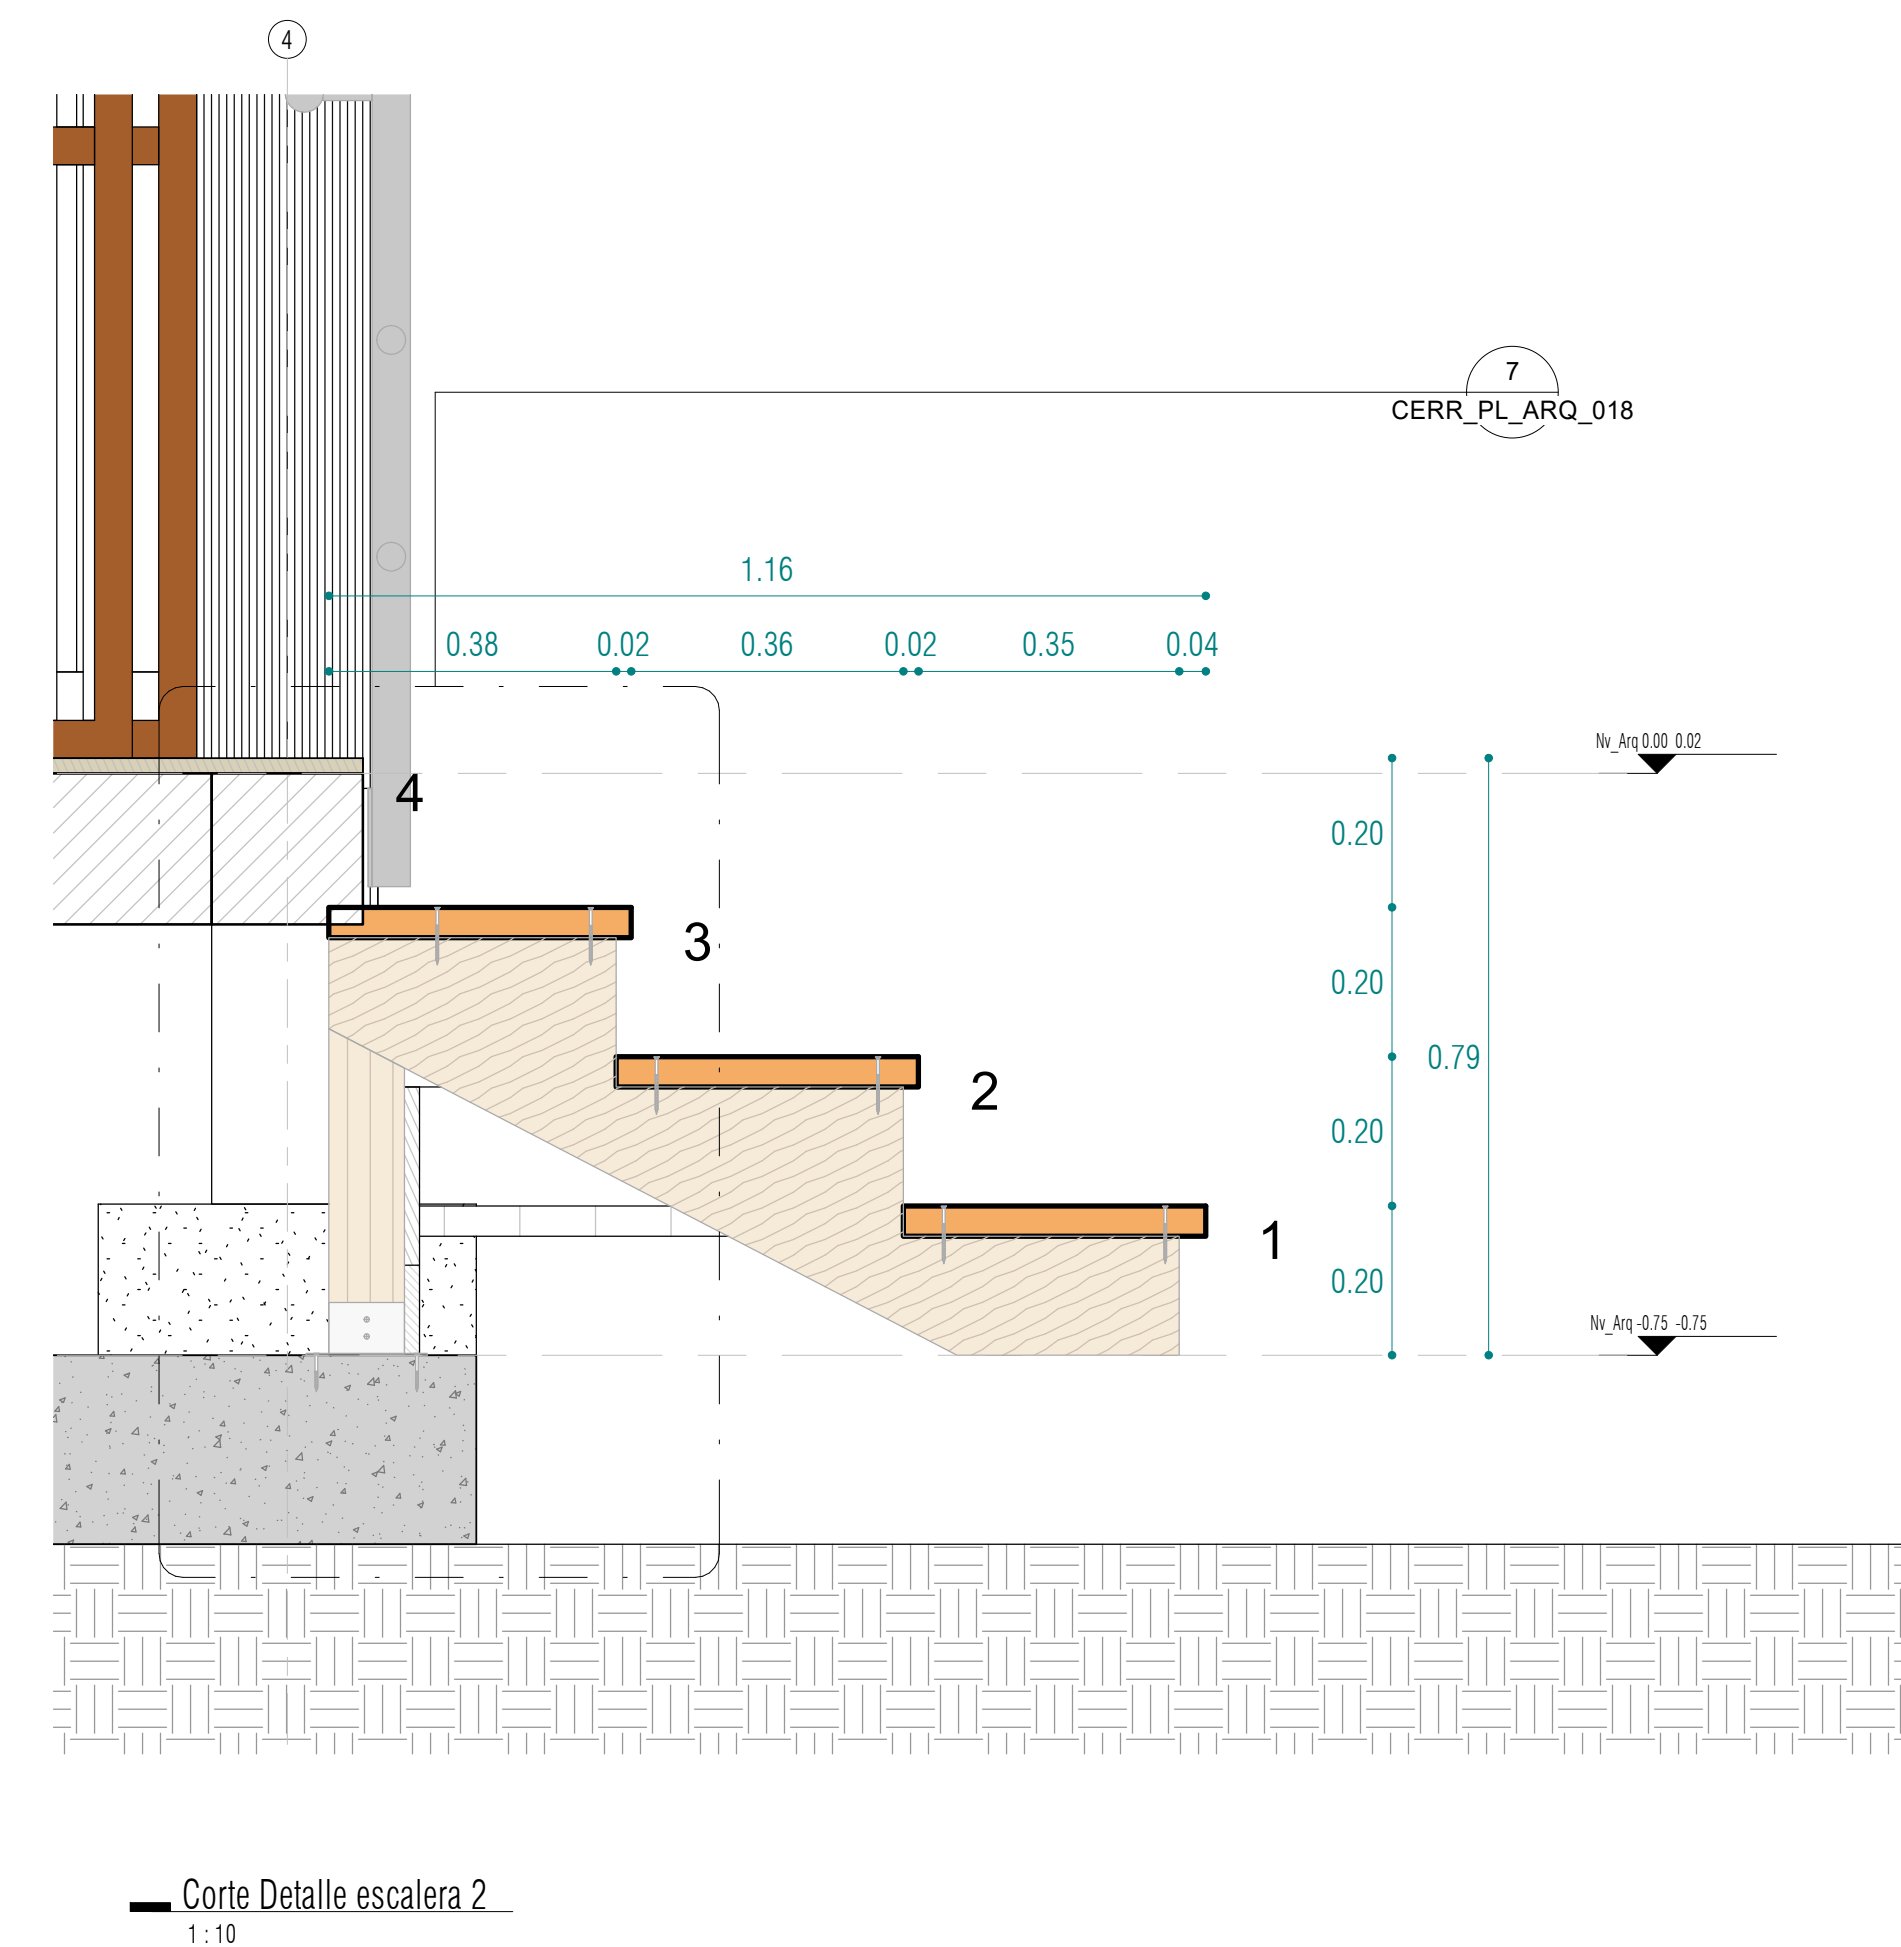 4
7
CERR_PL_ARQ_018
1.16
0.38 0.02 0.36 0.02 0.35 0.04
Nv_Arq 0.00 0.02
4
0.20
3
0.20
0.79
2
0.20
1
0.20
Nv_Arq -0.75 -0.75
Corte Detalle escalera 2
1 : 10